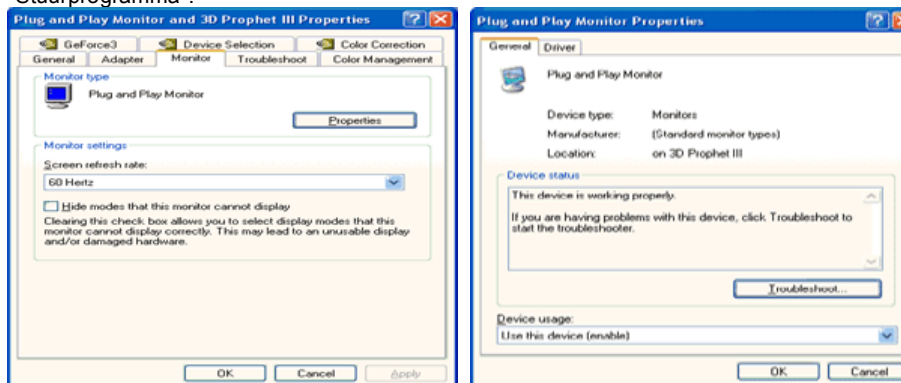 "Stuurprogramma".
Plug and Play Monitor and 3D Prophet III Properties
GeForce3 Device Selection Color Correction
General Adapter Monitor Troubleshoot Color Management
Monitor type
Plug and Play Monitor
Properties
Monitor settings
Screen refresh rate:
60 Hertz
Hide modes that this monitor cannot display
Clearing this check box allows you to select display modes that this
monitor cannot display correctly. This may lead to an unusable display
and/or damaged hardware.
OK Cancel Apply
Plug and Play Monitor Properties
General Driver
Plug and Play Monitor
Device type: Monitors
Manufacturer: (Standard monitor types)
Location: on 3D Prophet III
Device status
This device is working properly.
If you are having problems with this device, click Troubleshoot to
start the troubleshooter.
Troubleshoot...
Device usage:
Use this device (enable)
OK Cancel